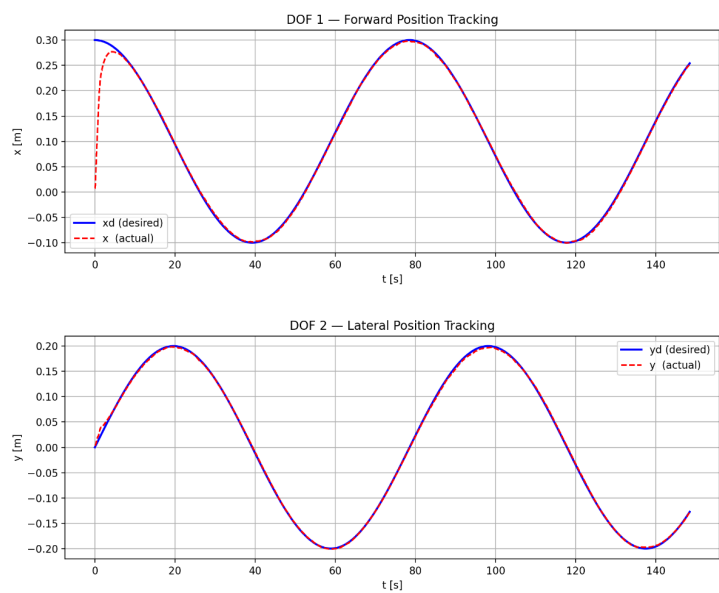 DOF 1 — Forward Position Tracking
0.30
0.25
0.20
0.15
0.10
0.05
0.00
−0.05
−0.10
x [m]
xd (desired)
x (actual)
0 20 40 60 80 100 120 140
t [s]
DOF 2 — Lateral Position Tracking
0.20
0.15
0.10
0.05
0.00
−0.05
−0.10
−0.15
−0.20
y [m]
yd (desired)
y (actual)
0 20 40 60 80 100 120 140
t [s]